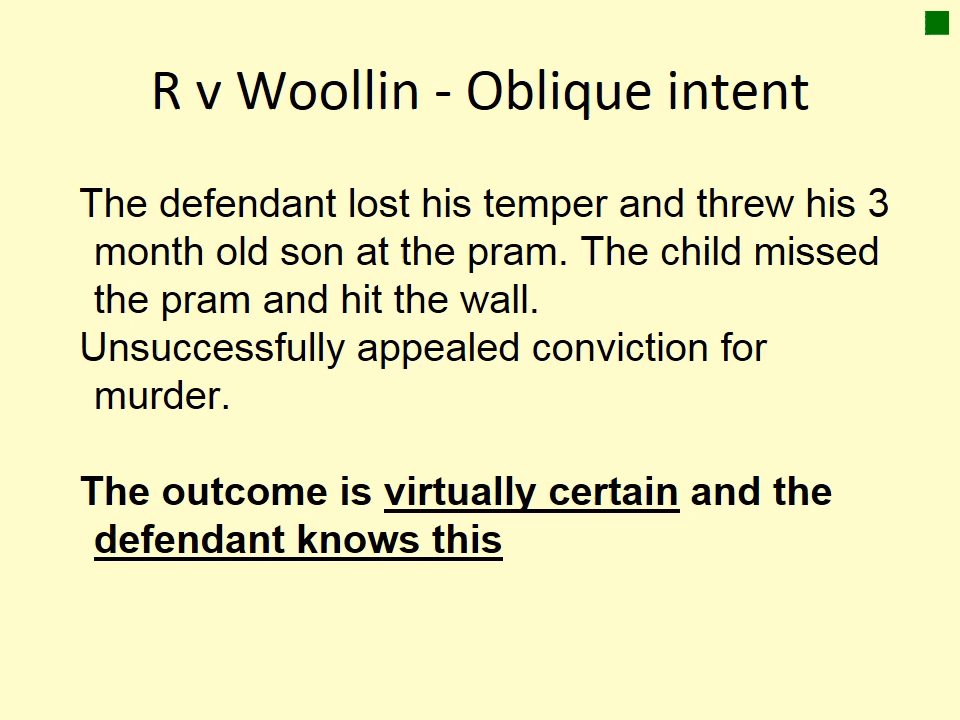 R v Woollin - Oblique intent
The defendant lost his temper and threw his 3
month old son at the pram. The child missed
the pram and hit the wall.
Unsuccessfully appealed conviction for
murder.
The outcome is virtually certain and the
defendant knows this